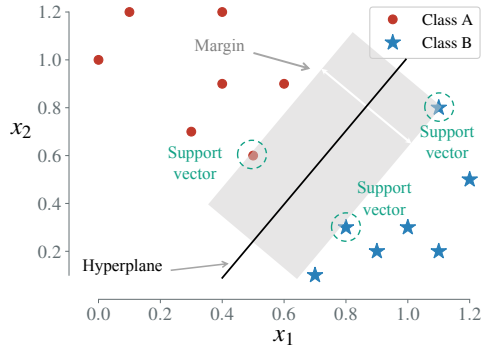 1.2
1.0
0.8
0.6
0.4
0.2
x2
Class A
Class B
Margin
Support
vector
Support
vector
Support
vector
Hyperplane
0.0
0.2
0.4
0.6
0.8
1.0
1.2
x1